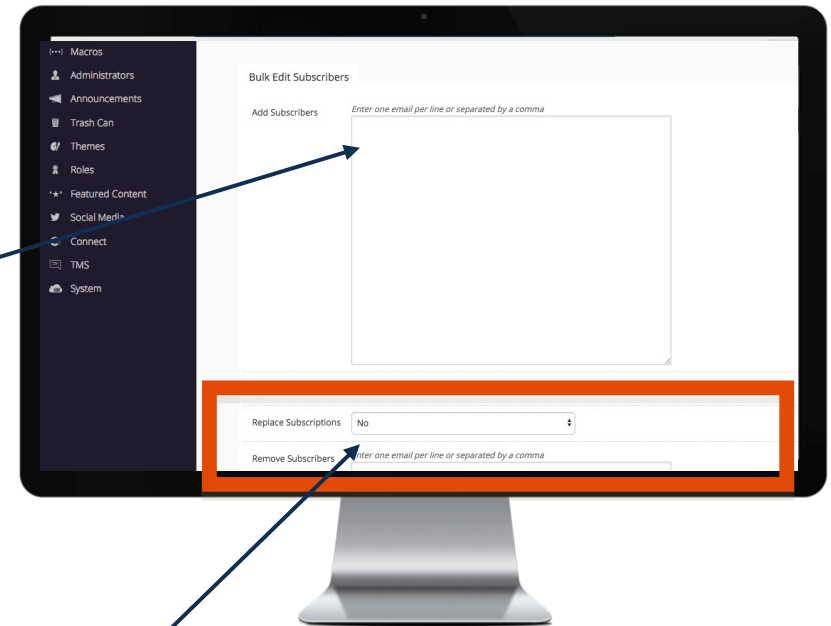 Macros
Administrators
Announcements
Trash Can
Themes
Roles
Featured Content
Social Media
Connect
TMS
System
Bulk Edit Subscribers
Add Subscribers
Enter one email per line or separated by a comma
Replace Subscriptions
No
Remove Subscribers
Enter one email per line or separated by a comma